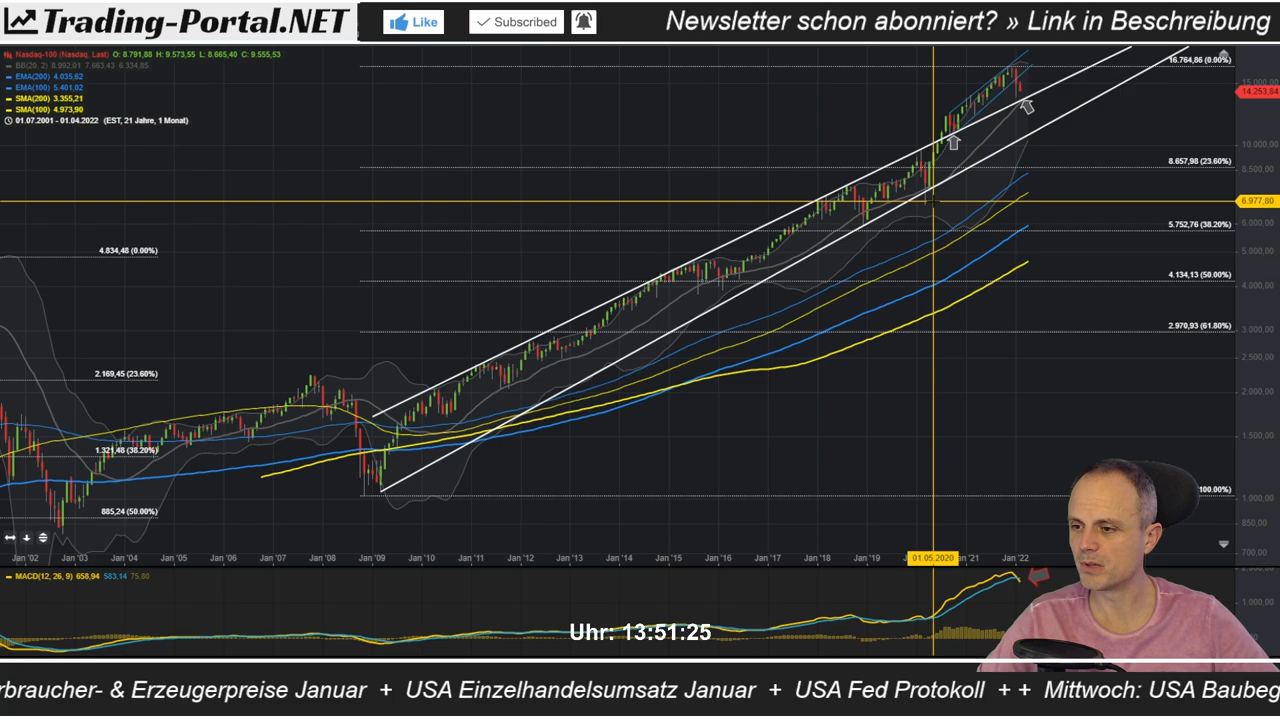 Trading-Portal.NET
Like
Subscribed
Newsletter schon abonniert? » Link in Beschreibung
Nasdaq-100 (Nasdaq, Last) O: 8.791,88 H: 9.573,55 L: 8.665,40 C: 9.555,53
BB(20, 2) 8.992,01 7.663,43 6.334,85
EMA(200) 4.035,62
EMA(100) 5.401,02
SMA(200) 3.355,21
SMA(100) 4.973,90
01.07.2001 - 01.04.2022 (EST, 21 Jahre, 1 Monat)
16.764,86 (0.00%)
15.000,00
14.253,84
10.000,00
8.657,98 (23.60%)
8.500,00
6.977,80
5.752,76 (38.20%)
6.000,00
4.834,48 (0.00%)
5.000,00
4.134,13 (50.00%)
4.000,00
2.970,93 (61.80%)
3.000,00
2.500,00
2.169,45 (23.60%)
2.000,00
1.500,00
1.321,48 (38.20%)
100.00%)
1.000,00
885,24 (50.00%)
850,00
700,00
Jan '02 Jan '03 Jan '04 Jan '05 Jan '06 Jan '07 Jan '08 Jan '09 Jan '10 Jan '11 Jan '12 Jan '13 Jan '14 Jan '15 Jan '16 Jan '17 Jan '18 Jan '19 01.05.2020 an '21 Jan '22
MACD(12, 26, 9) 658,94 583,14 75,80
1.000,00
Uhr: 13:51:25
rbraucher- & Erzeugerpreise Januar + USA Einzelhandelsumsatz Januar + USA Fed Protokoll + + Mittwoch: USA Baubeg